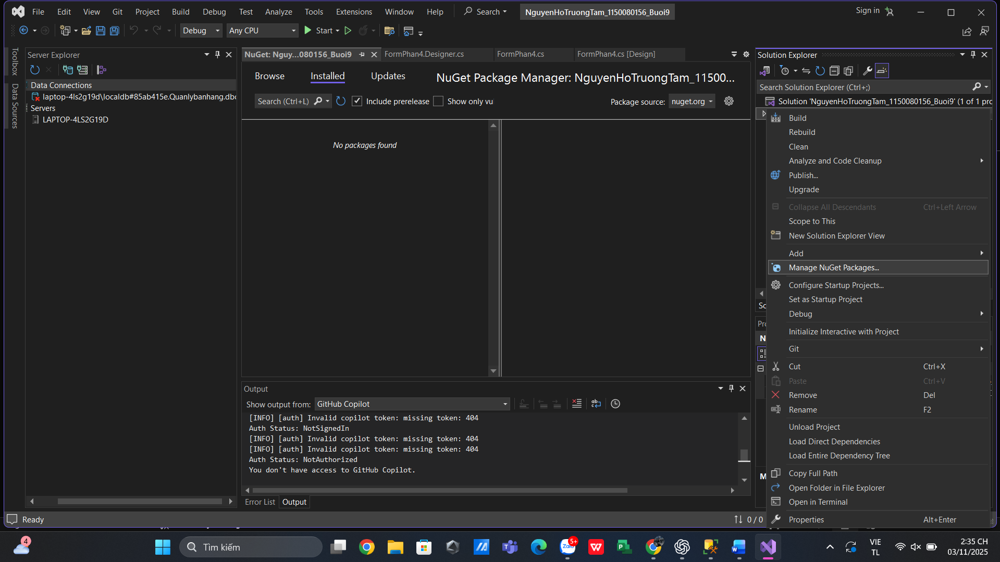 File Edit View Git Project Build Debug Test Analyze Tools Extensions Window Help Search NguyenHoTruongTam_1150080156_Buoi9 Sign in
Debug Any CPU Start
Toolbox
Data Sources
Server Explorer
Data Connections
laptop-4ls2g19d\localdb#85ab415e.Quanlybanhang.dbo
Servers
LAPTOP-4LS2G19D
NuGet: Nguy...080156_Buoi9 FormPhan4.Designer.cs FormPhan4.cs FormPhan4.cs [Design]
Browse Installed Updates NuGet Package Manager: NguyenHoTruongTam_11500...
Search (Ctrl+L) Include prerelease Show only vu Package source: nuget.org
No packages found
Output
Show output from: GitHub Copilot
[INFO] [auth] Invalid copilot token: missing token: 404
Auth Status: NotSignedIn
[INFO] [auth] Invalid copilot token: missing token: 404
[INFO] [auth] Invalid copilot token: missing token: 404
Auth Status: NotAuthorized
You don't have access to GitHub Copilot.
Error List Output
Solution Explorer
Search Solution Explorer (Ctrl+;)
Solution 'NguyenHoTruongTam_1150080156_Buoi9' (1 of 1 pro
Build
Rebuild
Clean
Analyze and Code Cleanup
Publish...
Upgrade
Collapse All Descendants Ctrl+Left Arrow
Scope to This
New Solution Explorer View
Add
Manage NuGet Packages...
Configure Startup Projects...
Set as Startup Project
Debug
Initialize Interactive with Project
Git
Cut Ctrl+X
Paste Ctrl+V
Remove Del
Rename F2
Unload Project
Load Direct Dependencies
Load Entire Dependency Tree
Copy Full Path
Open Folder in File Explorer
Open in Terminal
Properties Alt+Enter
So
Pro
N
M
Ready 0 / 0
4 Tìm kiếm Zalo 5+ VIE
TL
2:35 CH
03/11/2025